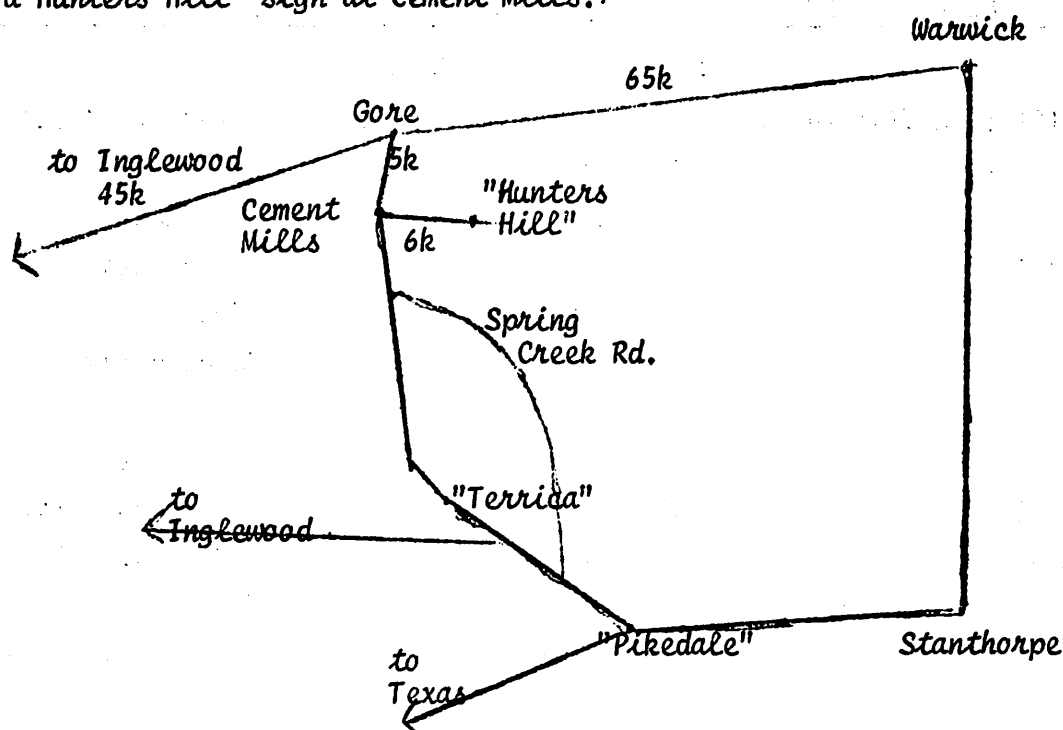 Hunters Hill" sign at Cement Mills.
Warwick
65k
Gore
5k
to Inglewood
45k
"Hunters
Hill"
Cement
Mills
6k
Spring
Creek Rd.
"Terrica"
to
Inglewood
"Pikedale"
Stanthorpe
to
Texas